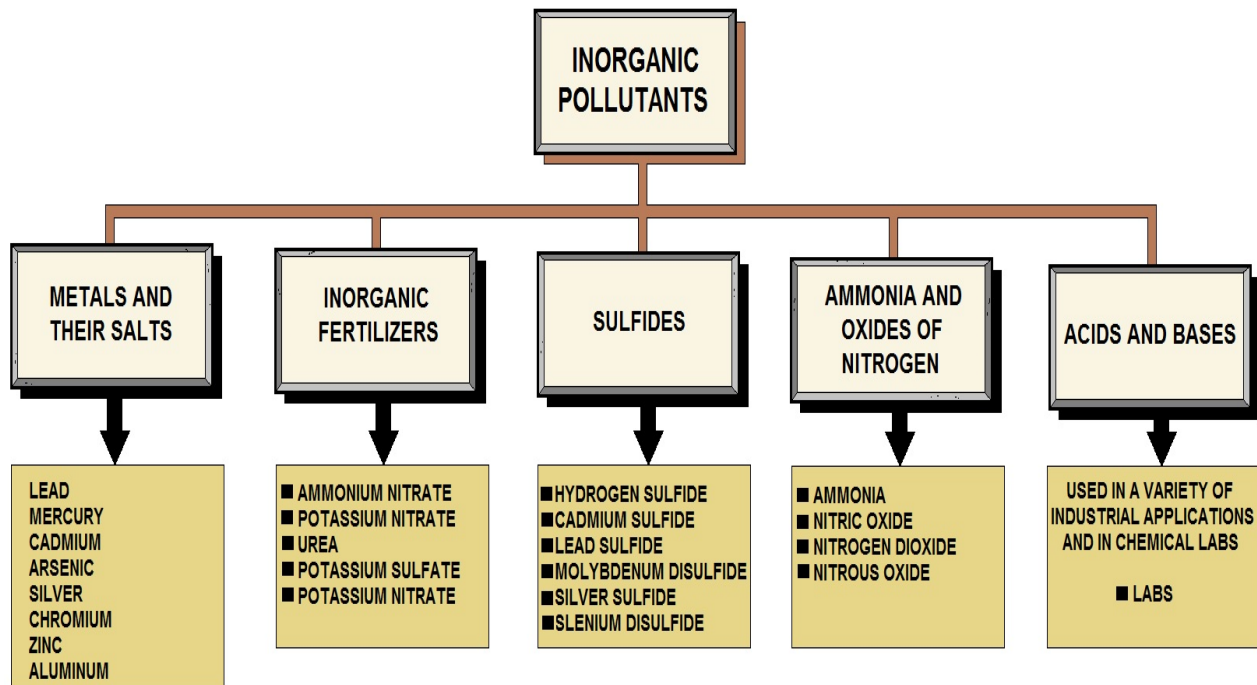 INORGANIC
POLLUTANTS
METALS AND
THEIR SALTS
INORGANIC
FERTILIZERS
SULFIDES
AMMONIA AND
OXIDES OF
NITROGEN
ACIDS AND BASES
LEAD
MERCURY
CADMIUM
ARSENIC
SILVER
CHROMIUM
ZINC
ALUMINUM
■ AMMONIUM NITRATE
■ POTASSIUM NITRATE
■ UREA
■ POTASSIUM SULFATE
■ POTASSIUM NITRATE
■ HYDROGEN SULFIDE
■ CADMIUM SULFIDE
■ LEAD SULFIDE
■ MOLYBDENUM DISULFIDE
■ SILVER SULFIDE
■ SLENIUM DISULFIDE
■ AMMONIA
■ NITRIC OXIDE
■ NITROGEN DIOXIDE
■ NITROUS OXIDE
USED IN A VARIETY OF
INDUSTRIAL APPLICATIONS
AND IN CHEMICAL LABS
■ LABS